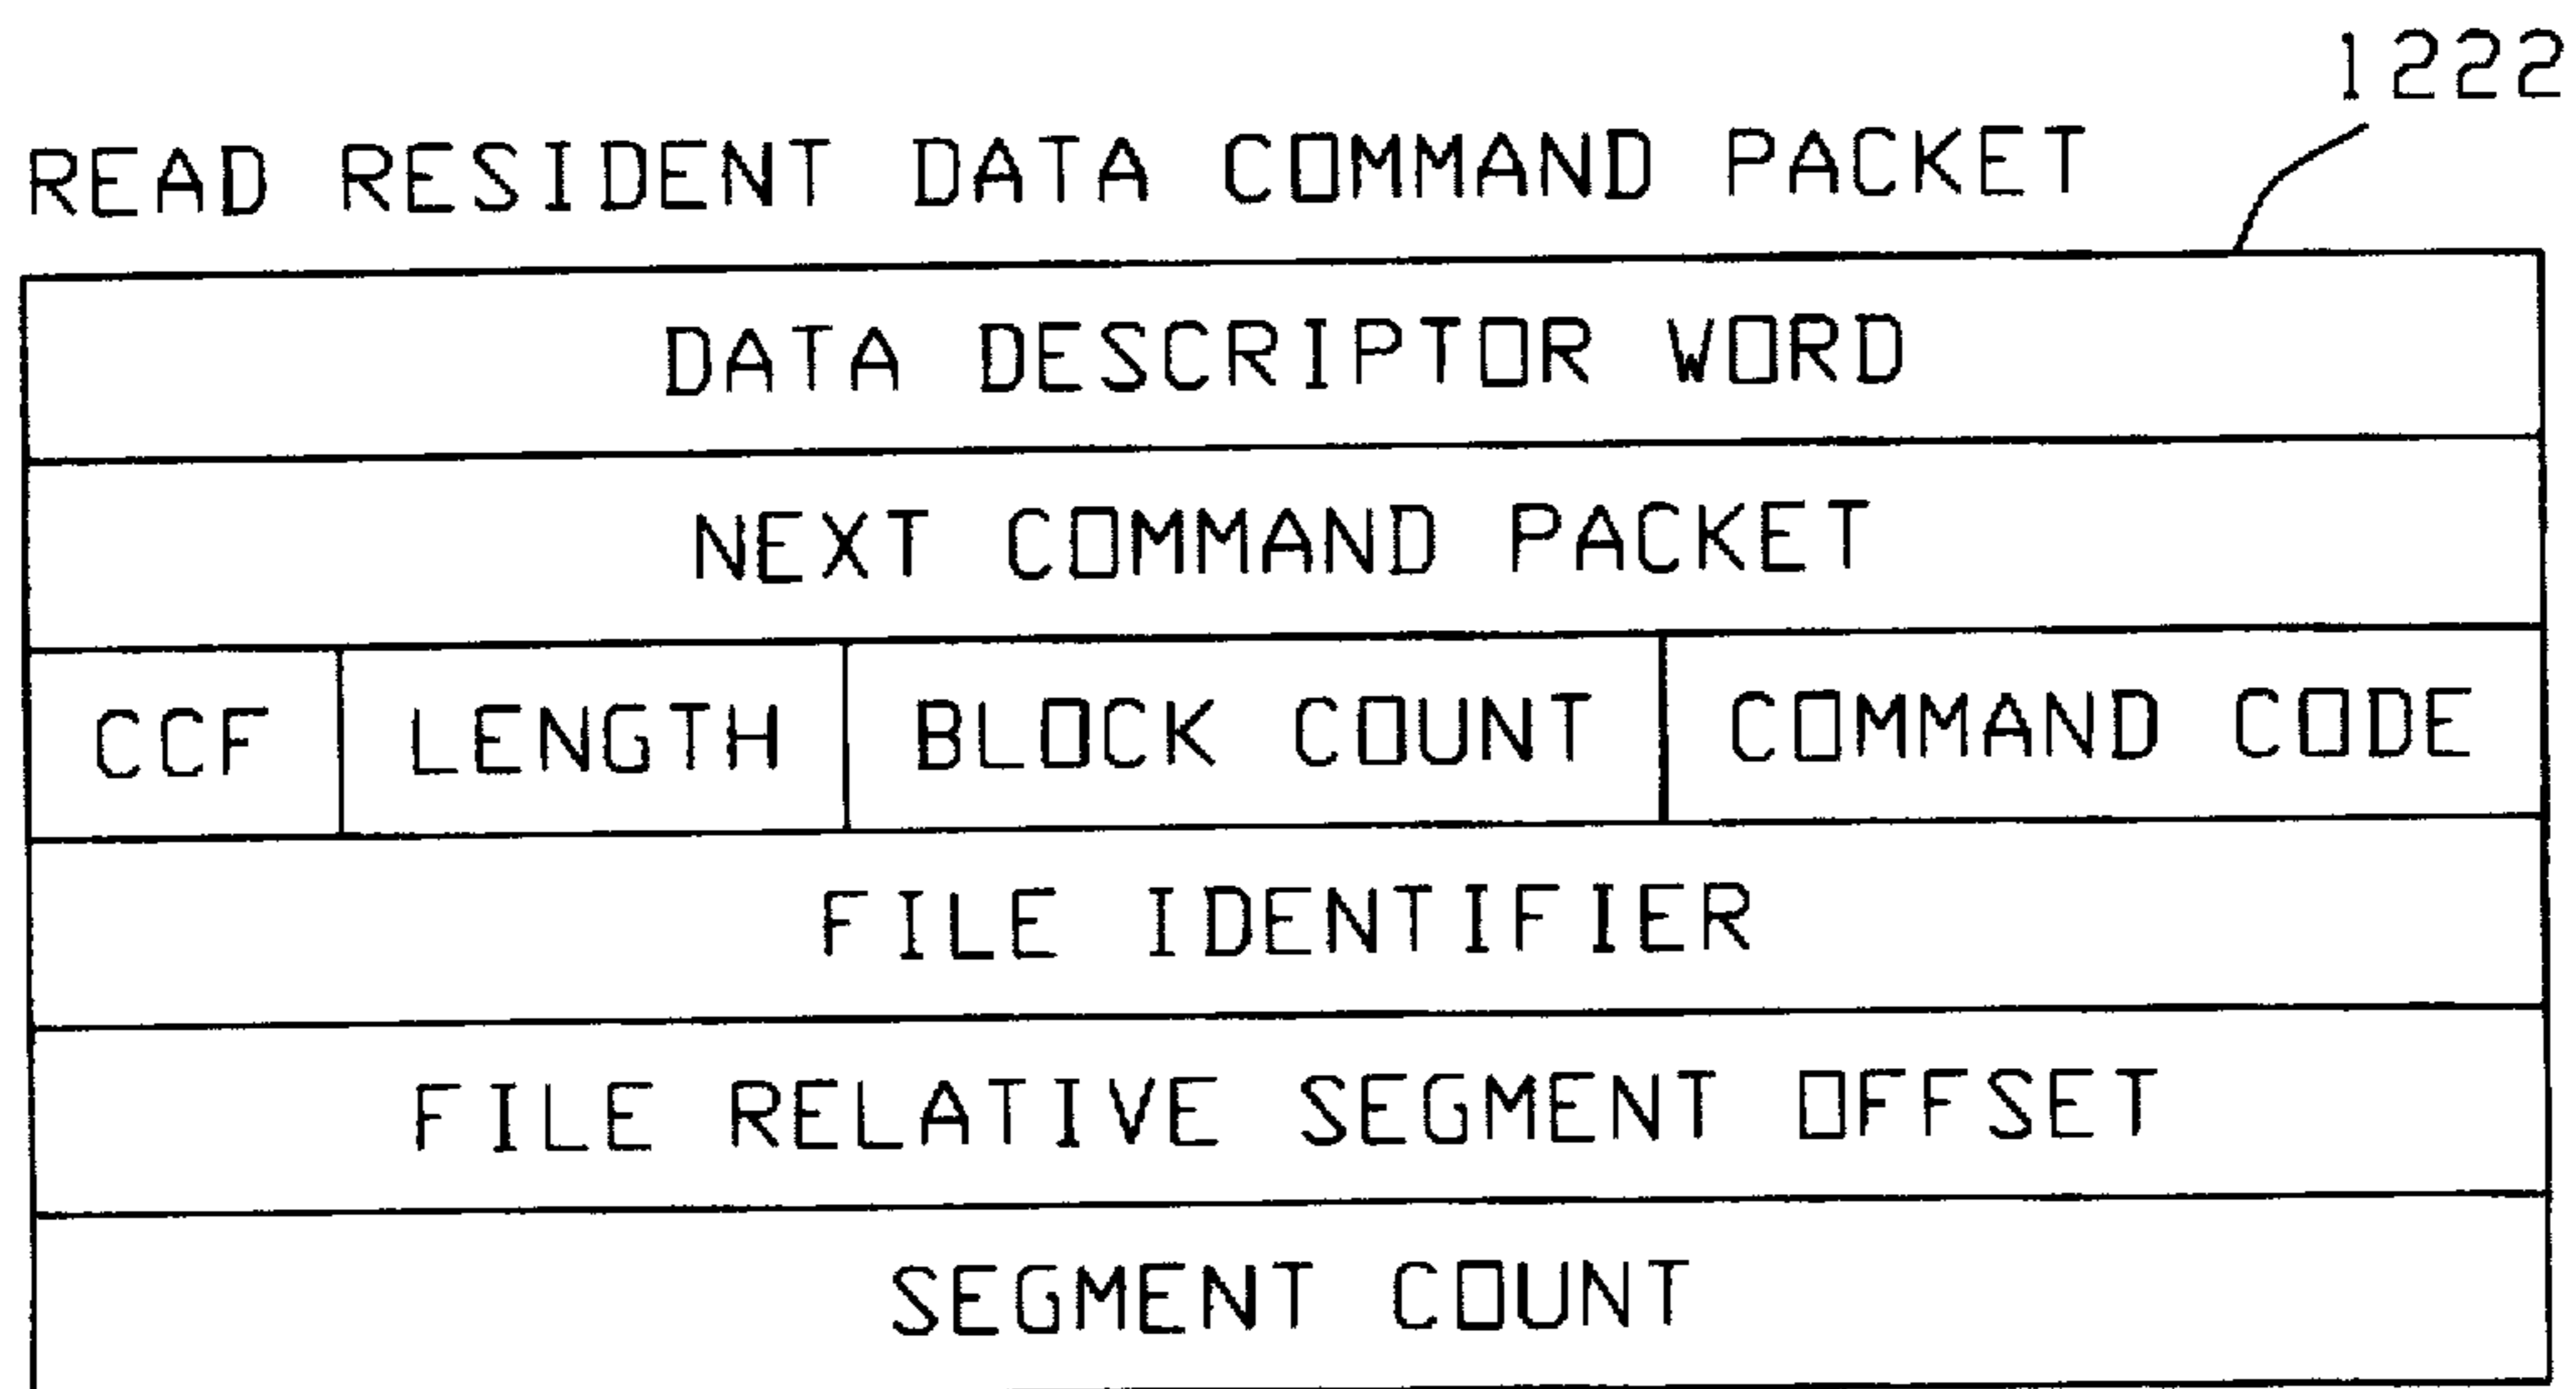 1222
READ RESIDENT DATA COMMAND PACKET
DATA DESCRIPTOR WORD
NEXT COMMAND PACKET
CCF LENGTH BLOCK COUNT COMMAND CODE
FILE IDENTIFIER
FILE RELATIVE SEGMENT OFFSET
SEGMENT COUNT